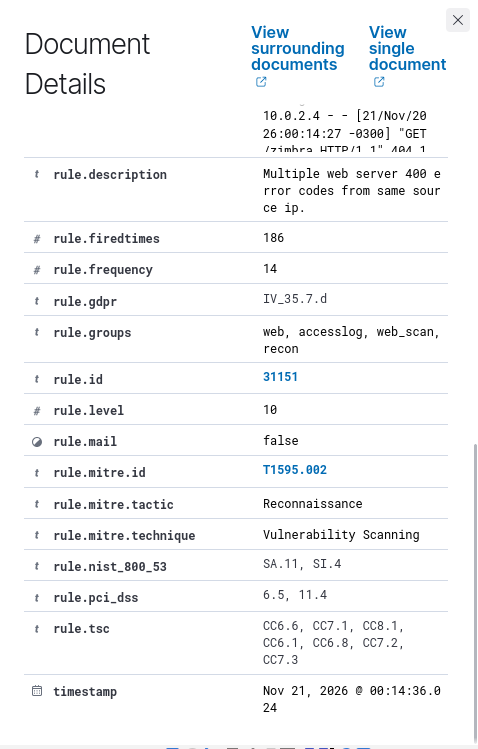 Document
Details
View
surrounding
documents
View
single
document
10.0.2.4 - - [21/Nov/20
26:00:14:27 -0300] "GET
/zimbra HTTP/1.1" 404 1
t rule.description
Multiple web server 400 e
rror codes from same sour
ce ip.
# rule.firedtimes 186
# rule.frequency 14
t rule.gdpr IV_35.7.d
t rule.groups
web, accesslog, web_scan,
recon
t rule.id 31151
# rule.level 10
rule.mail false
t rule.mitre.id T1595.002
t rule.mitre.tactic Reconnaissance
t rule.mitre.technique Vulnerability Scanning
t rule.nist_800_53 SA.11, SI.4
t rule.pci_dss 6.5, 11.4
t rule.tsc
CC6.6, CC7.1, CC8.1,
CC6.1, CC6.8, CC7.2,
CC7.3
timestamp
Nov 21, 2026 @ 00:14:36.0
24